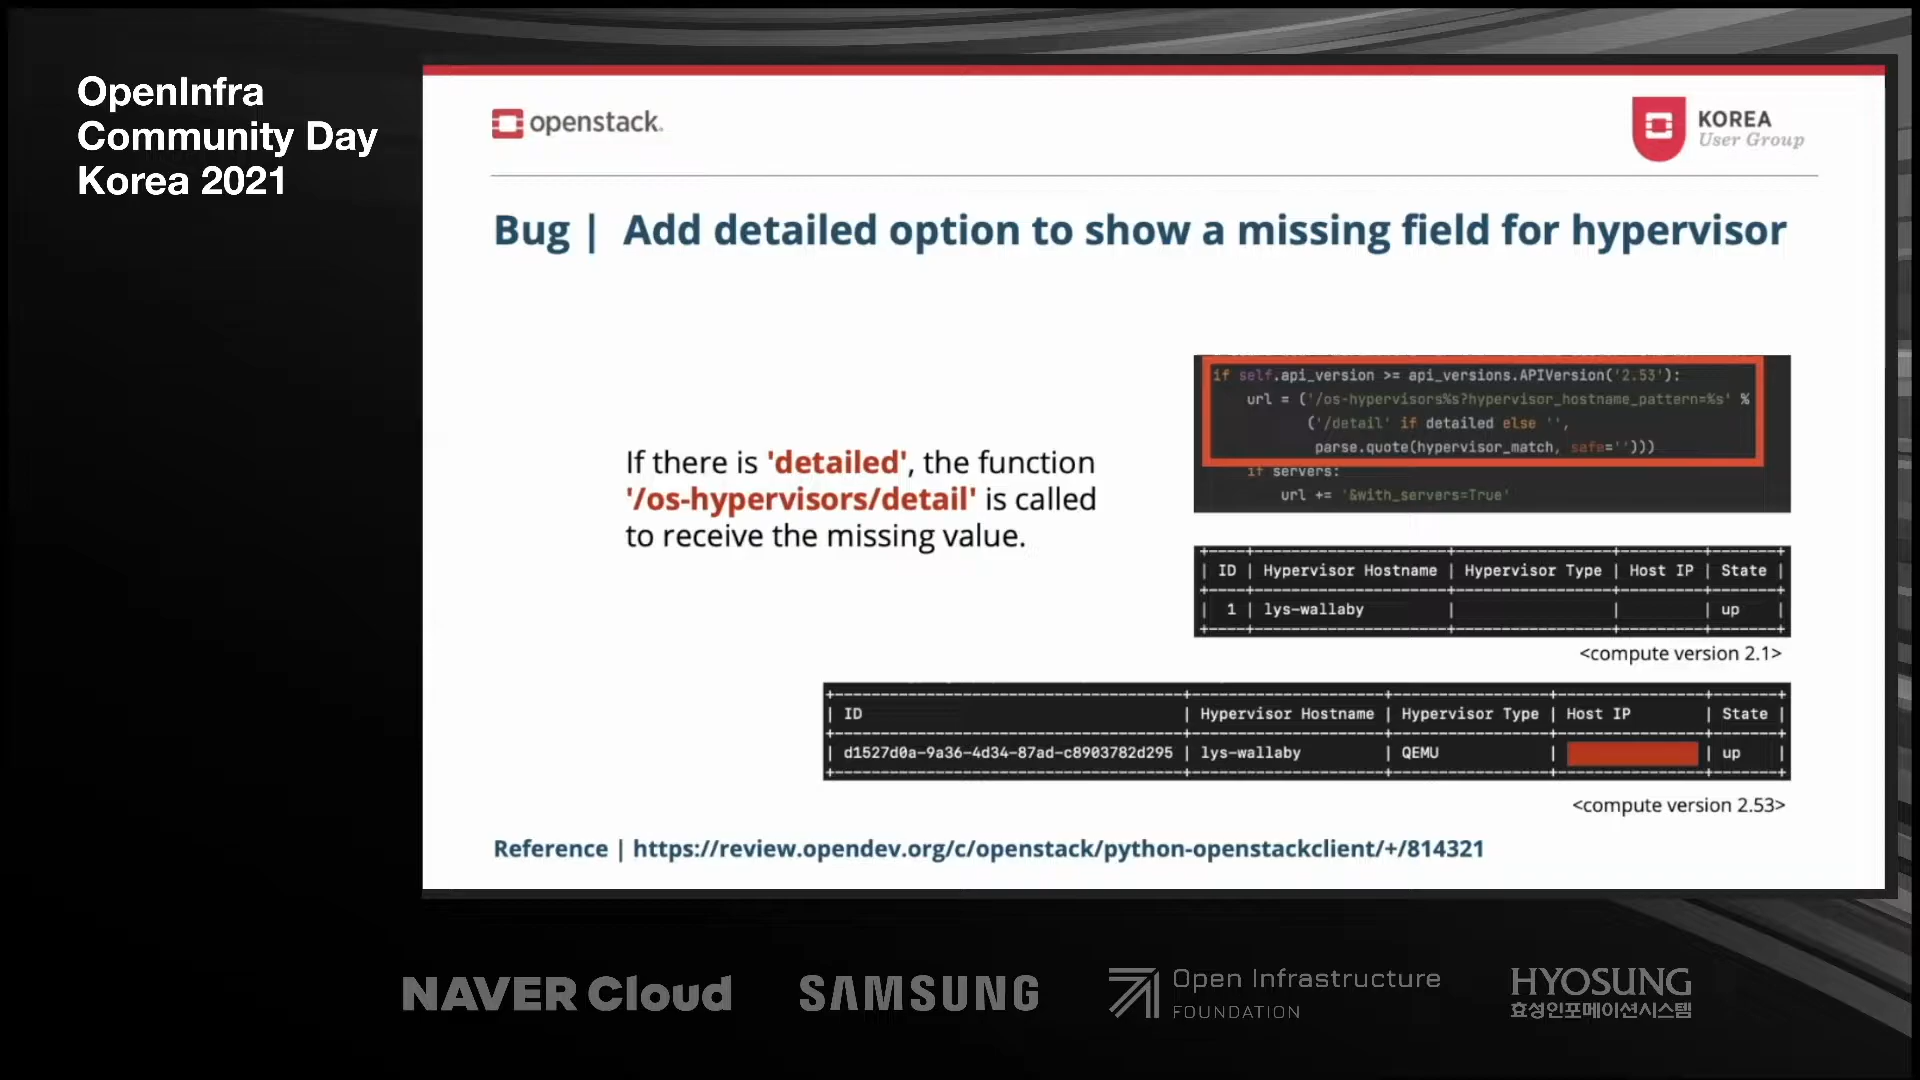 OpenInfra
Community Day
Korea 2021
openstack.
KOREA
User Group
Bug | Add detailed option to show a missing field for hypervisor
If there is 'detailed', the function
'/os-hypervisors/detail' is called
to receive the missing value.
if self.api_version >= api_versions.APIVersion('2.53'):
url = ('/os-hypervisors%s?hypervisor_hostname_pattern=%s' %
('/detail' if detailed else '',
parse.quote(hypervisor_match, safe='')))
if servers:
url += '&with_servers=True'
| ID | Hypervisor Hostname | Hypervisor Type | Host IP | State |
| 1 | lys-wallaby | | | up |
<compute version 2.1>
| ID | Hypervisor Hostname | Hypervisor Type | Host IP | State |
| d1527d0a-9a36-4d34-87ad-c8903782d295 | lys-wallaby | QEMU | | up |
<compute version 2.53>
Reference | https://review.opendev.org/c/openstack/python-openstackclient/+/814321
NAVER Cloud
SAMSUNG
Open Infrastructure
FOUNDATION
HYOSUNG
효성인포메이션시스템